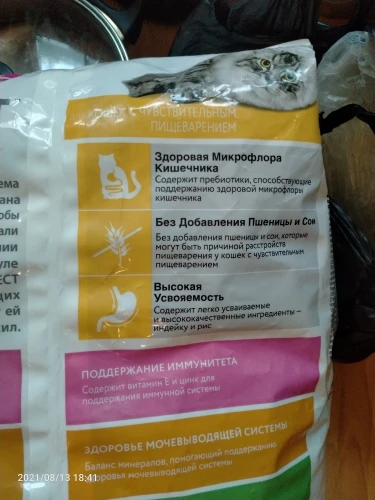 КОШЕК С ЧУВСТВИТЕЛЬНЫМ
ПИЩЕВАРЕНИЕМ
Здоровая Микрофлора
Кишечника
Содержит пребиотики, способствующие
поддержанию здоровой микрофлоры
кишечника
Без Добавления Пшеницы и Сои
Без добавления пшеницы и сои, которые
могут быть причиной расстройств
пищеварения у кошек с чувствительным
пищеварением
Высокая
Усвояемость
Содержит легко усваиваемые
и высококачественные ингредиенты –
индейку и рис
ПОДДЕРЖАНИЕ ИММУНИТЕТА
Содержит витамин Е и цинк для
поддержания иммунной системы
ЗДОРОВЬЕ МОЧЕВЫВОДЯЩЕЙ СИСТЕМЫ
Баланс минералов, помогающий поддержанию
здоровья мочевыводящей системы
2021/08/13 18:41